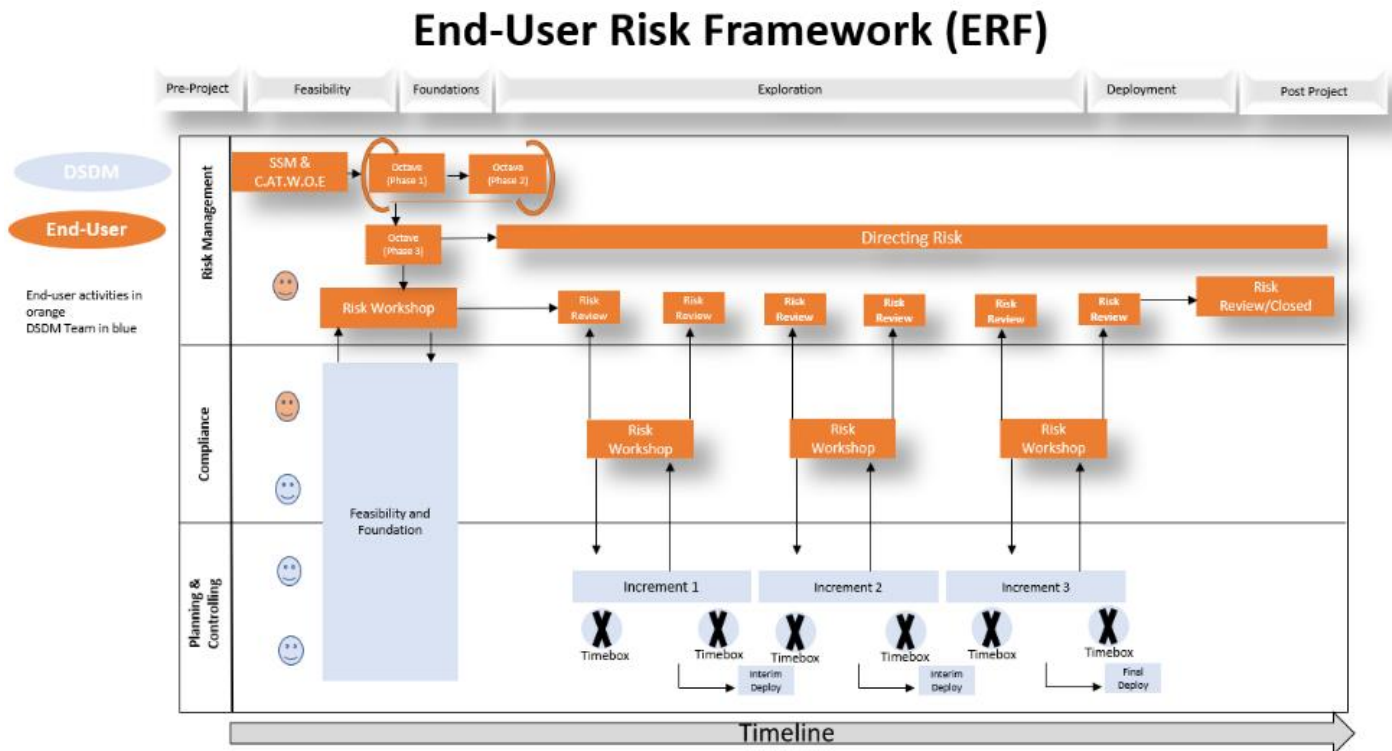 End-User Risk Framework (ERF)
Pre-Project
Feasibility
Foundations
Exploration
Deployment
Post Project
DSDM
End-User
End-user activities in
orange
DSDM Team in blue
Risk Management
SSM &
C.AT.W.O.E
Octave
(Phase 1)
Octave
(Phase 2)
Octave
(Phase 3)
Directing Risk
Risk Workshop
Risk
Review
Risk
Review
Risk
Review
Risk
Review
Risk
Review
Risk
Review
Risk
Review/Closed
Compliance
Risk
Workshop
Risk
Workshop
Risk
Workshop
Feasibility and
Foundation
Planning &
Controlling
Increment 1
Increment 2
Increment 3
Timebox
Timebox
Timebox
Timebox
Timebox
Timebox
Interim
Deploy
Interim
Deploy
Final
Deploy
Timeline